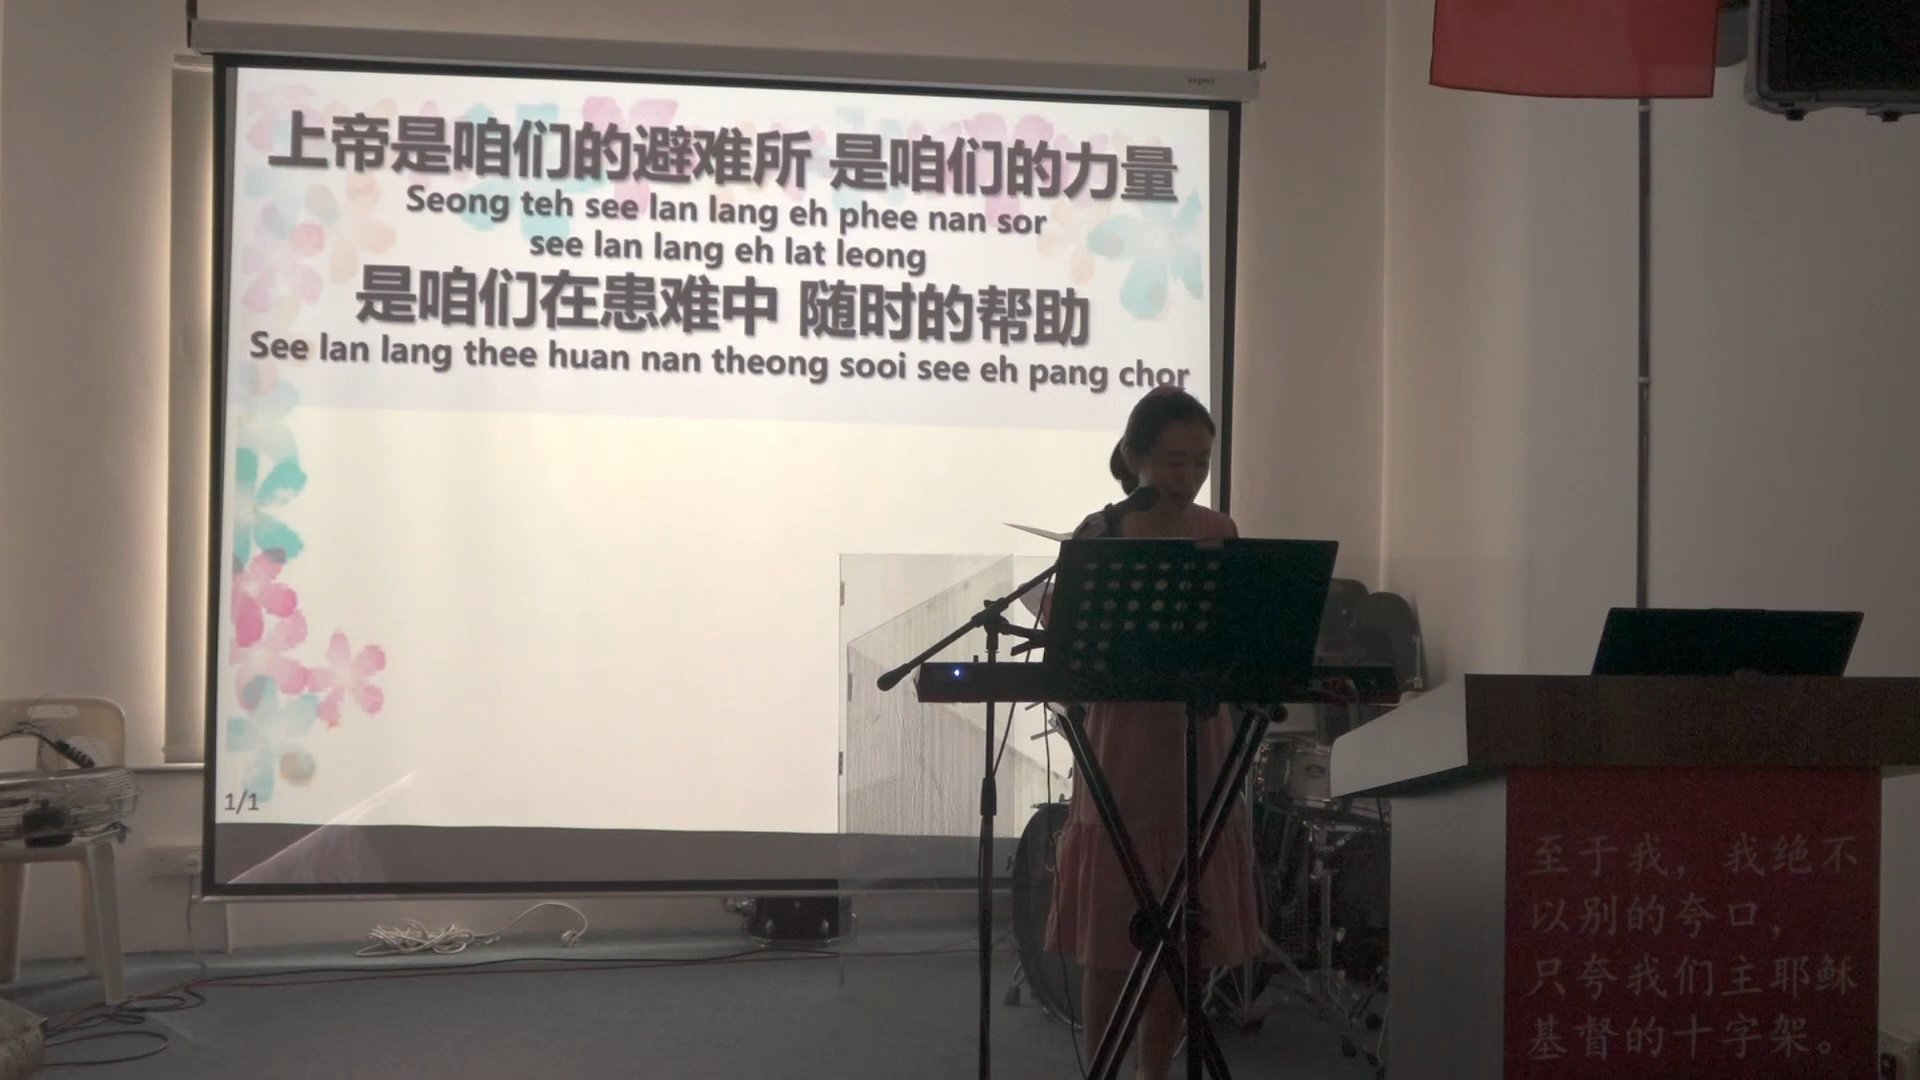 上帝是咱们的避难所 是咱们的力量
Seong teh see lan lang eh phee nan sor
see lan lang eh lat leong
是咱们在患难中 随时的帮助
See lan lang thee huan nan theong sooi see eh pang chor
1/1
至于我，我绝不
以别的夸口，
只夸我们主耶稣
基督的十字架。